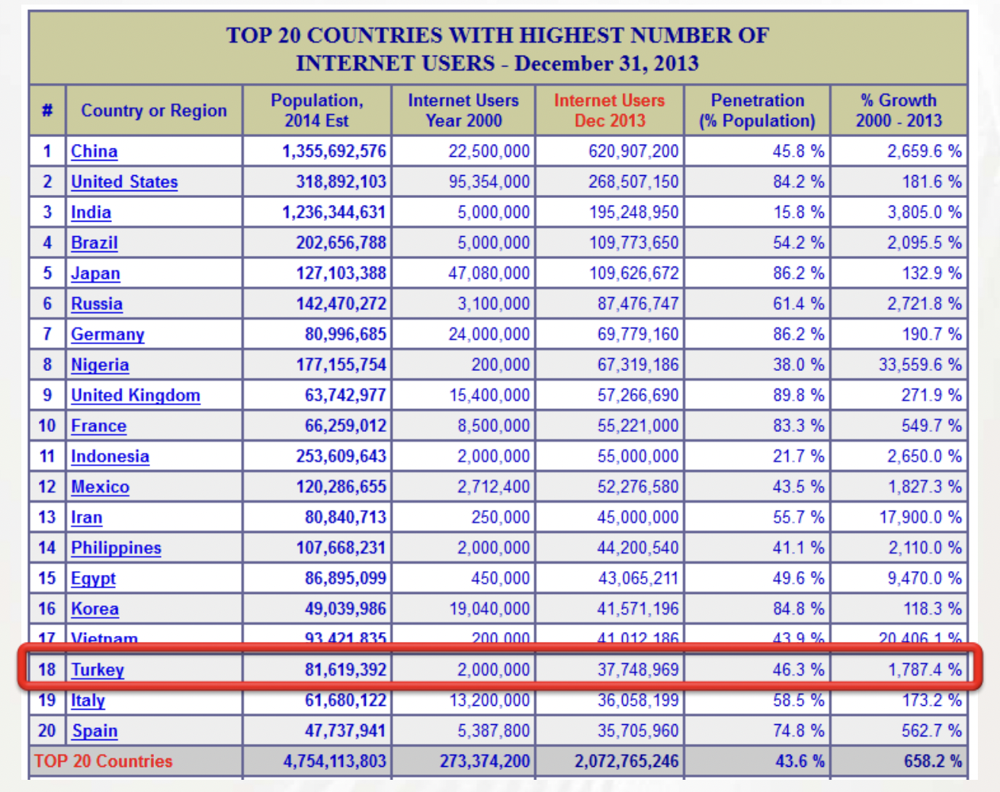 TOP 20 COUNTRIES WITH HIGHEST NUMBER OF
INTERNET USERS - December 31, 2013
# Country or Region Population, 2014 Est Internet Users Year 2000 Internet Users Dec 2013 Penetration (% Population) % Growth 2000 - 2013
1 China 1,355,692,576 22,500,000 620,907,200 45.8 % 2,659.6 %
2 United States 318,892,103 95,354,000 268,507,150 84.2 % 181.6 %
3 India 1,236,344,631 5,000,000 195,248,950 15.8 % 3,805.0 %
4 Brazil 202,656,788 5,000,000 109,773,650 54.2 % 2,095.5 %
5 Japan 127,103,388 47,080,000 109,626,672 86.2 % 132.9 %
6 Russia 142,470,272 3,100,000 87,476,747 61.4 % 2,721.8 %
7 Germany 80,996,685 24,000,000 69,779,160 86.2 % 190.7 %
8 Nigeria 177,155,754 200,000 67,319,186 38.0 % 33,559.6 %
9 United Kingdom 63,742,977 15,400,000 57,266,690 89.8 % 271.9 %
10 France 66,259,012 8,500,000 55,221,000 83.3 % 549.7 %
11 Indonesia 253,609,643 2,000,000 55,000,000 21.7 % 2,650.0 %
12 Mexico 120,286,655 2,712,400 52,276,580 43.5 % 1,827.3 %
13 Iran 80,840,713 250,000 45,000,000 55.7 % 17,900.0 %
14 Philippines 107,668,231 2,000,000 44,200,540 41.1 % 2,110.0 %
15 Egypt 86,895,099 450,000 43,065,211 49.6 % 9,470.0 %
16 Korea 49,039,986 19,040,000 41,571,196 84.8 % 118.3 %
17 Vietnam 93,421,835 200,000 41,012,186 43.9 % 20,406.1 %
18 Turkey 81,619,392 2,000,000 37,748,969 46.3 % 1,787.4 %
19 Italy 61,680,122 13,200,000 36,058,199 58.5 % 173.2 %
20 Spain 47,737,941 5,387,800 35,705,960 74.8 % 562.7 %
TOP 20 Countries 4,754,113,803 273,374,200 2,072,765,246 43.6 % 658.2 %